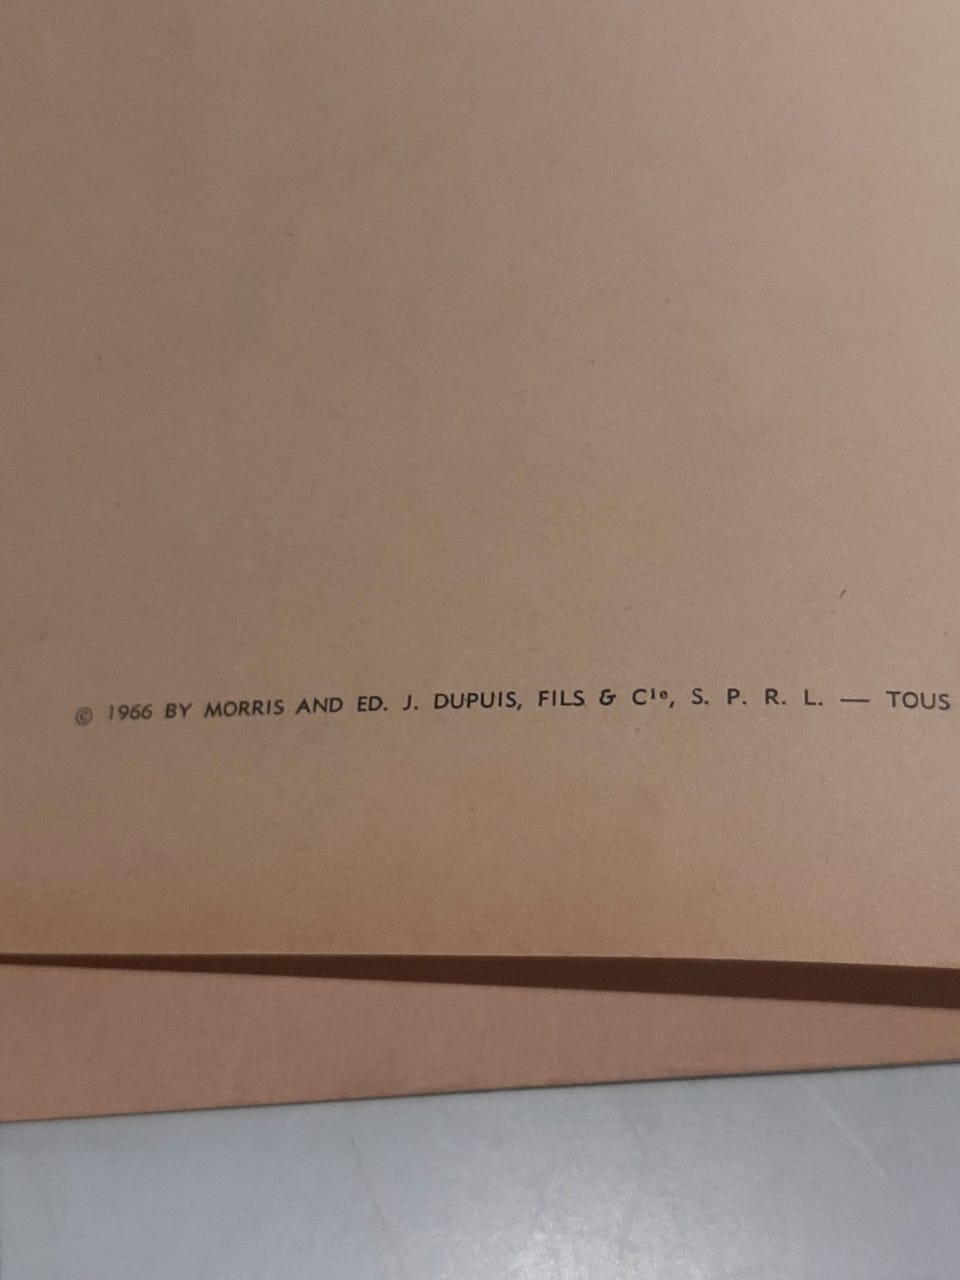 © 1966 BY MORRIS AND ED. J. DUPUIS, FILS & Cie, S. P. R. L. — TOUS